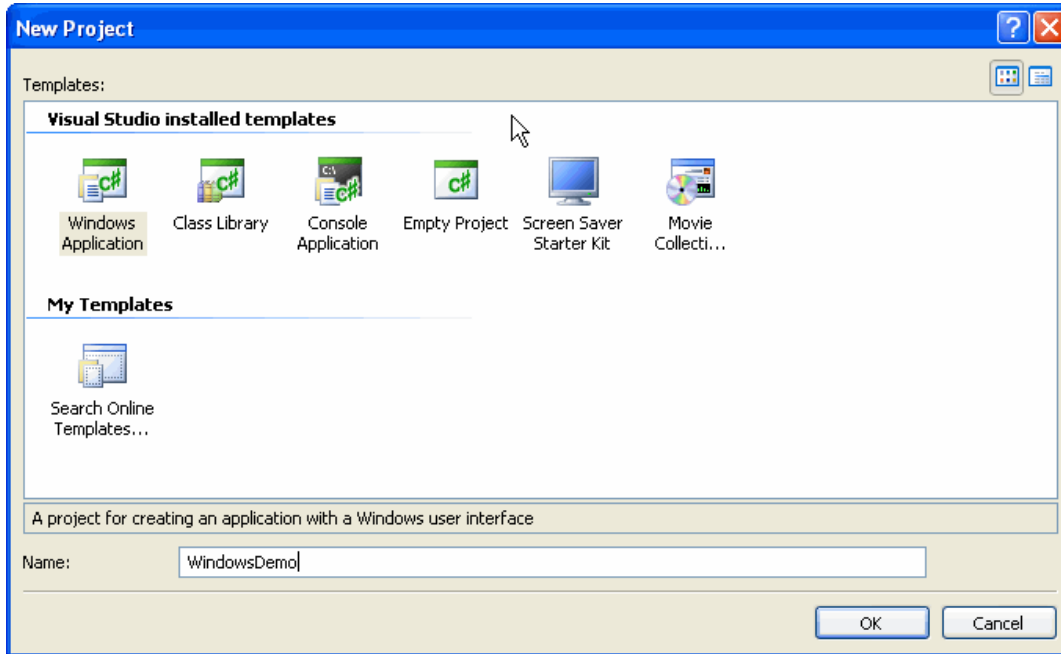 New Project
Templates:
Visual Studio installed templates
Windows
Application
Class Library
Console
Application
Empty Project
Screen Saver
Starter Kit
Movie
Collecti...
My Templates
Search Online
Templates...
A project for creating an application with a Windows user interface
Name:
WindowsDemo
OK
Cancel